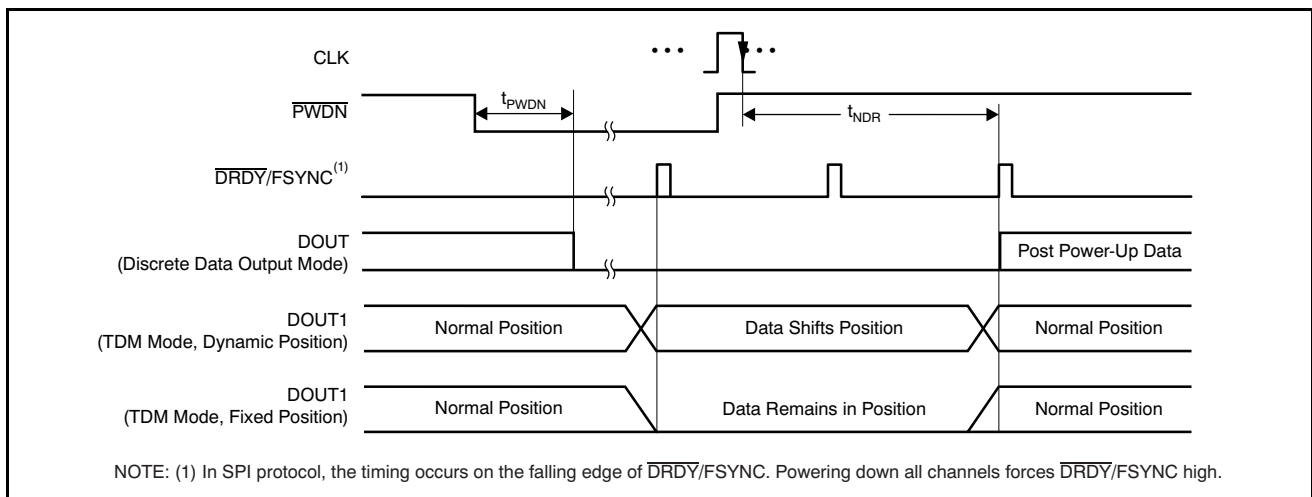 CLK
PWDN
tPWDN
tNDR
DRDY/FSYNC(1)
DOUT
(Discrete Data Output Mode)
Post Power-Up Data
DOUT1
(TDM Mode, Dynamic Position)
Normal Position
Data Shifts Position
Normal Position
DOUT1
(TDM Mode, Fixed Position)
Normal Position
Data Remains in Position
Normal Position
NOTE: (1) In SPI protocol, the timing occurs on the falling edge of DRDY/FSYNC. Powering down all channels forces DRDY/FSYNC high.